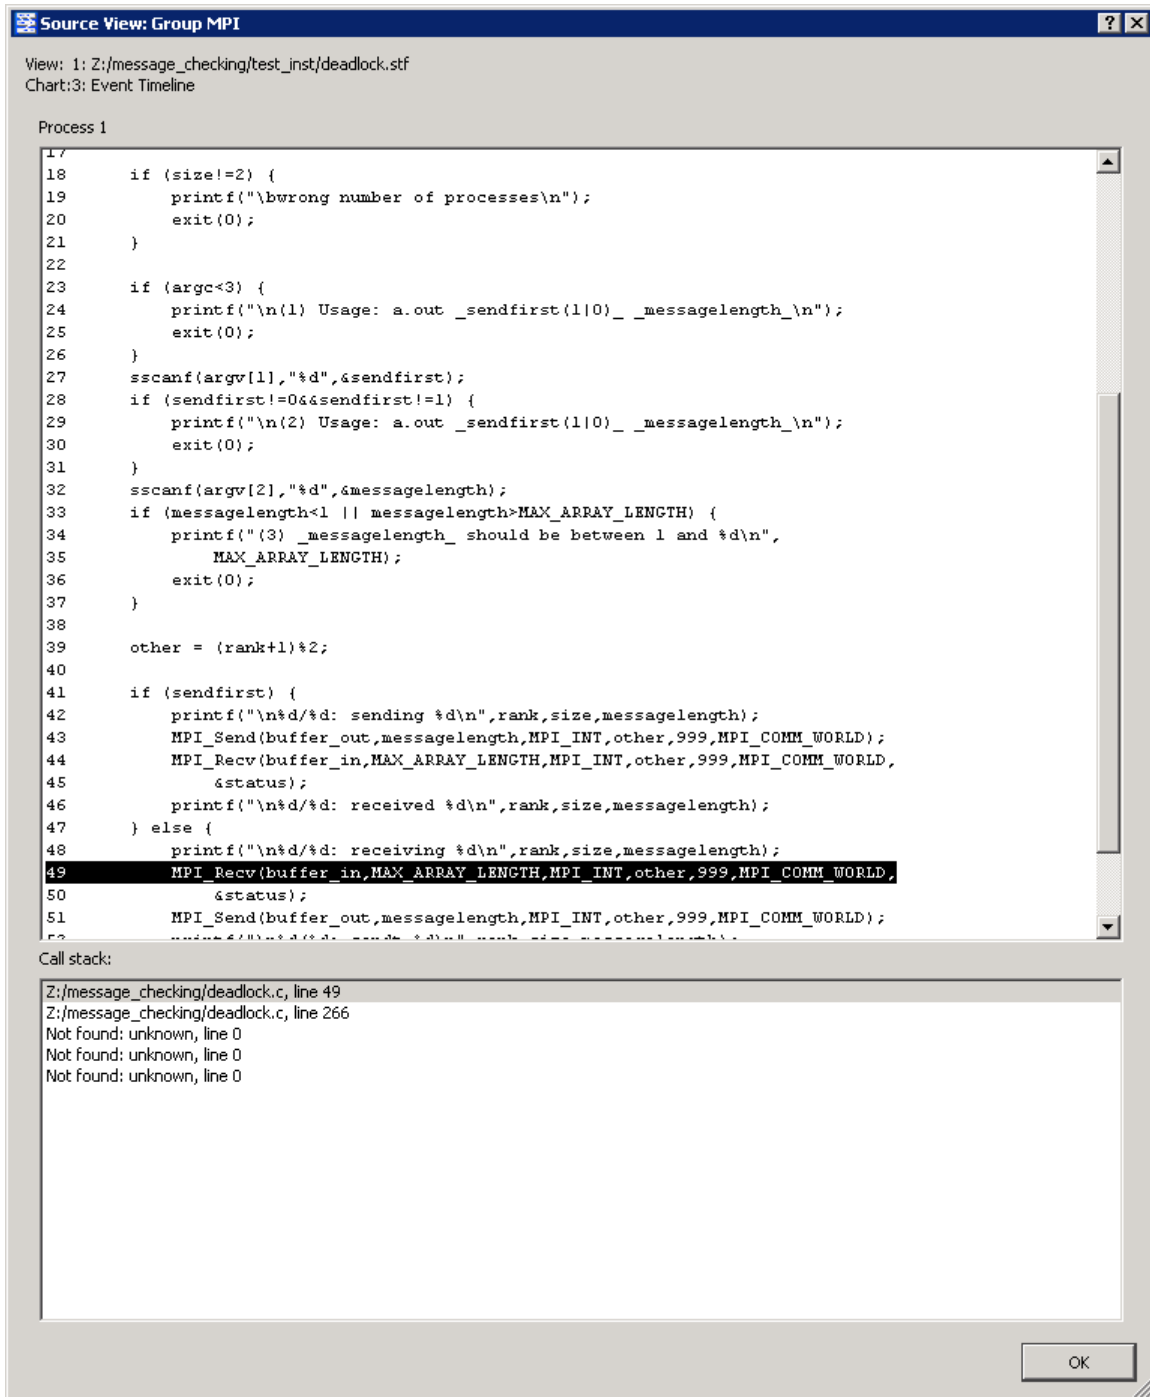 Source View: Group MPI
View: 1: Z:/message_checking/test_inst/deadlock.stf
Chart:3: Event Timeline
Process 1
17
18 if (size!=2) {
19 printf("\bwrong number of processes\n");
20 exit(0);
21 }
22
23 if (argc<3) {
24 printf("\n(1) Usage: a.out _sendfirst(1|0)_ _messagelength_\n");
25 exit(0);
26 }
27 sscanf(argv[1],"%d",&sendfirst);
28 if (sendfirst!=0&&sendfirst!=1) {
29 printf("\n(2) Usage: a.out _sendfirst(1|0)_ _messagelength_\n");
30 exit(0);
31 }
32 sscanf(argv[2],"%d",&messagelength);
33 if (messagelength<1 || messagelength>MAX_ARRAY_LENGTH) {
34 printf("(3) _messagelength_ should be between 1 and %d\n",
35 MAX_ARRAY_LENGTH);
36 exit(0);
37 }
38
39 other = (rank+1)%2;
40
41 if (sendfirst) {
42 printf("\n%d/%d: sending %d\n",rank,size,messagelength);
43 MPI_Send(buffer_out,messagelength,MPI_INT,other,999,MPI_COMM_WORLD);
44 MPI_Recv(buffer_in,MAX_ARRAY_LENGTH,MPI_INT,other,999,MPI_COMM_WORLD,
45 &status);
46 printf("\n%d/%d: received %d\n",rank,size,messagelength);
47 } else {
48 printf("\n%d/%d: receiving %d\n",rank,size,messagelength);
49 MPI_Recv(buffer_in,MAX_ARRAY_LENGTH,MPI_INT,other,999,MPI_COMM_WORLD,
50 &status);
51 MPI_Send(buffer_out,messagelength,MPI_INT,other,999,MPI_COMM_WORLD);
Call stack:
Z:/message_checking/deadlock.c, line 49
Z:/message_checking/deadlock.c, line 266
Not found: unknown, line 0
Not found: unknown, line 0
Not found: unknown, line 0
OK